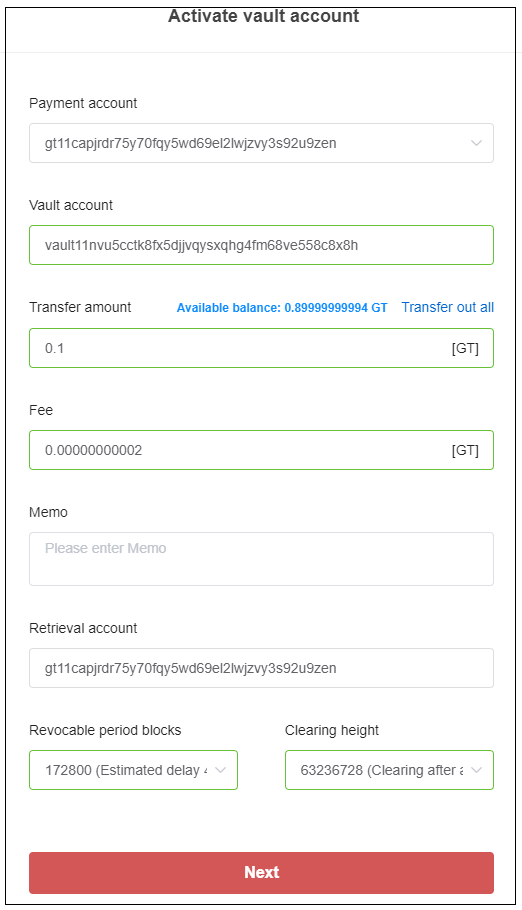 Activate vault account
Payment account
gt11capjrdr75y70fqy5wd69el2lwjzvy3s92u9zen
Vault account
vault11nvu5cctk8fx5djjvqysxqhg4fm68ve558c8x8h
Transfer amount Available balance: 0.89999999994 GT Transfer out all
0.1 [GT]
Fee
0.00000000002 [GT]
Memo
Please enter Memo
Retrieval account
gt11capjrdr75y70fqy5wd69el2lwjzvy3s92u9zen
Revocable period blocks Clearing height
172800 (Estimated delay 63236728 (Clearing after
Next